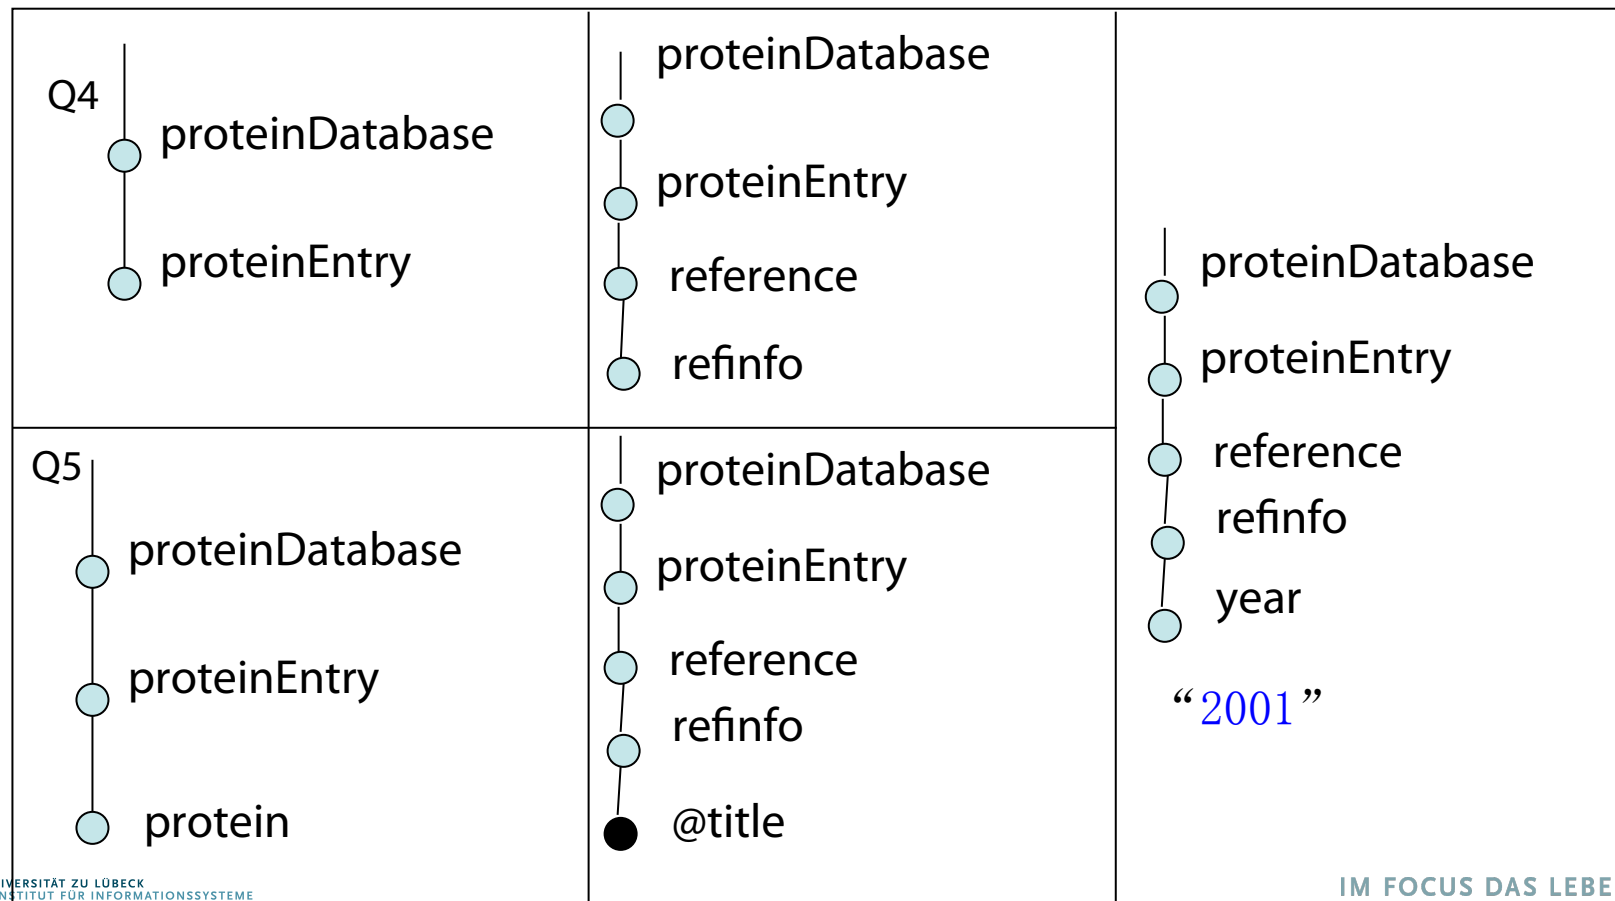 Q4
proteinDatabase
proteinEntry
proteinDatabase
proteinEntry
reference
refinfo
Q5
proteinDatabase
proteinEntry
protein
proteinDatabase
proteinEntry
reference
refinfo
@title
proteinDatabase
proteinEntry
reference
refinfo
year
“2001”
IVERSITÄT ZU LÜBECK
NSTITUT FÜR INFORMATIONSSYSTEME
IM FOCUS DAS LEBE